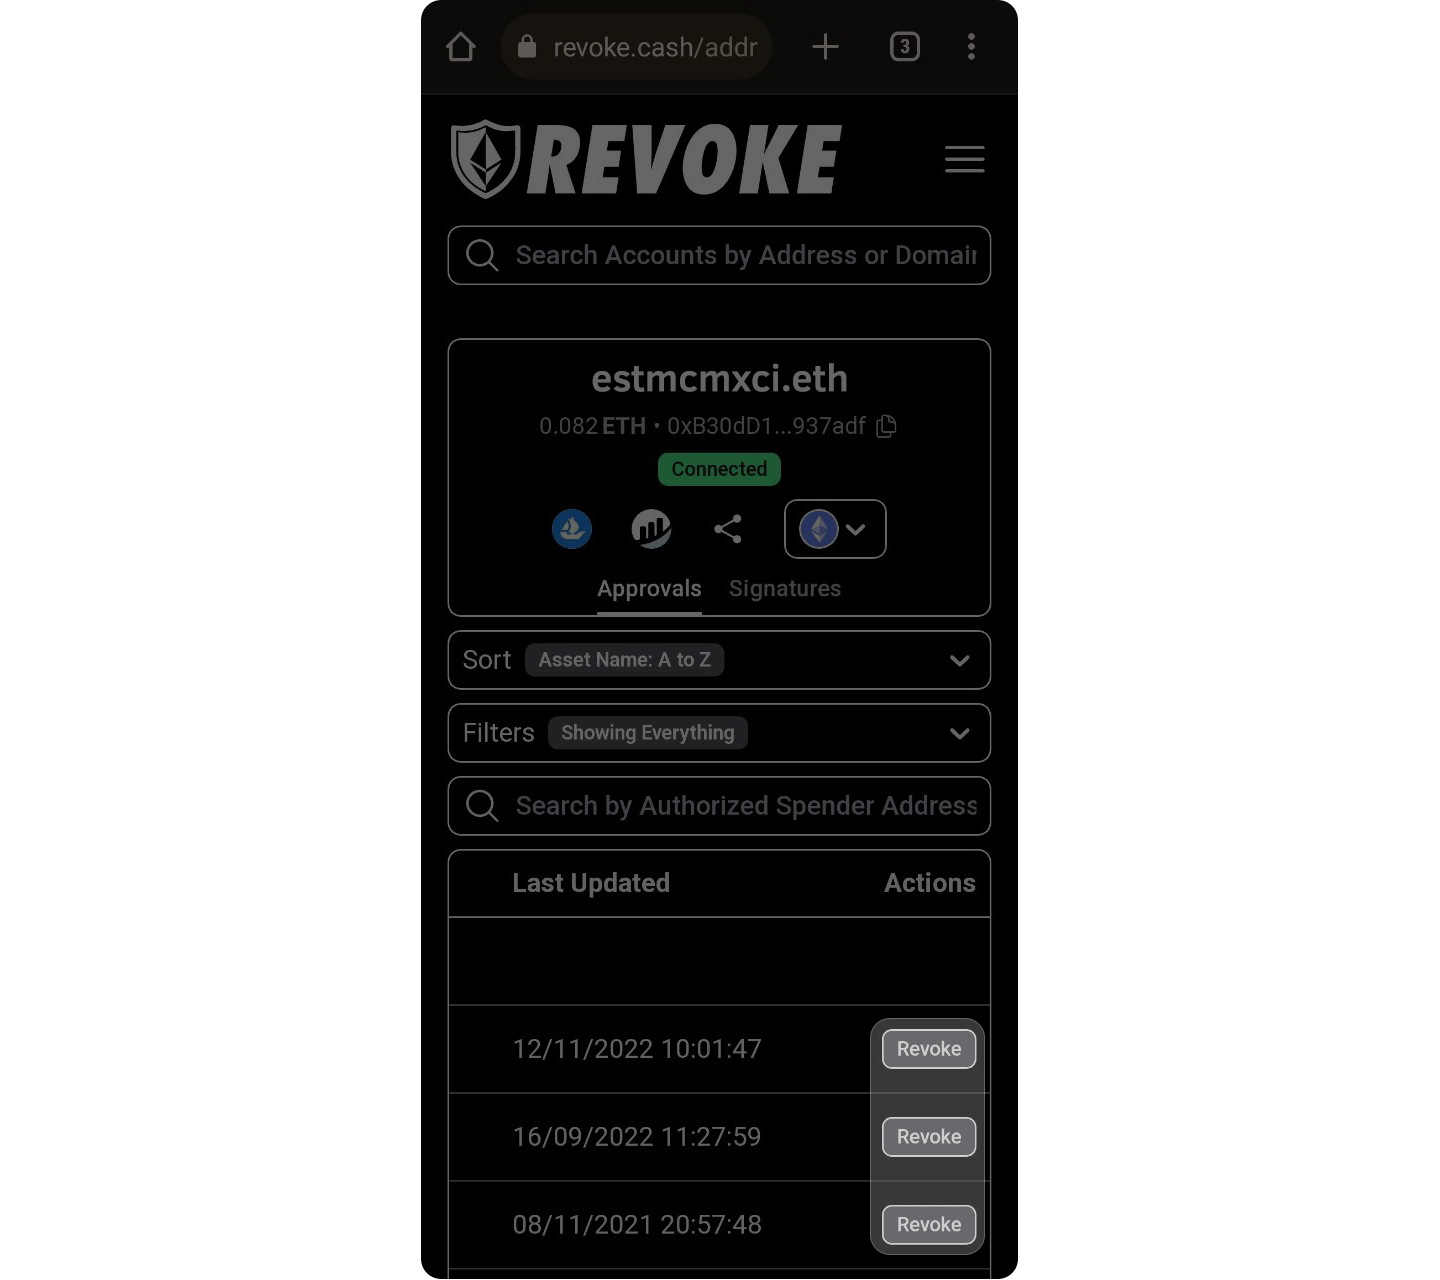 revoke.cash/addr
3
REVOKE
Search Accounts by Address or Domain
estmcmxci.eth
0.082 ETH • 0xB30dD1...937adf
Connected
Approvals Signatures
Sort Asset Name: A to Z
Filters Showing Everything
Search by Authorized Spender Address
Last Updated Actions
12/11/2022 10:01:47 Revoke
16/09/2022 11:27:59 Revoke
08/11/2021 20:57:48 Revoke